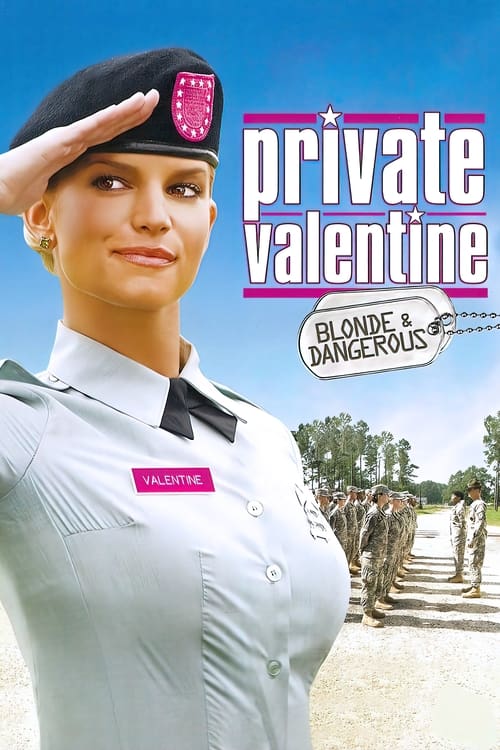 private
valentine
BLONDE &
DANGEROUS
VALENTINE